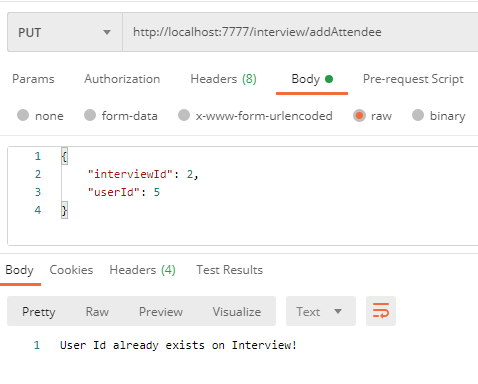 PUT http://localhost:7777/interview/addAttendee
Params Authorization Headers (8) Body Pre-request Script
none form-data x-www-form-urlencoded raw binary
1 {
2 "interviewId": 2,
3 "userId": 5
4 }
Body Cookies Headers (4) Test Results
Pretty Raw Preview Visualize Text
1 User Id already exists on Interview!